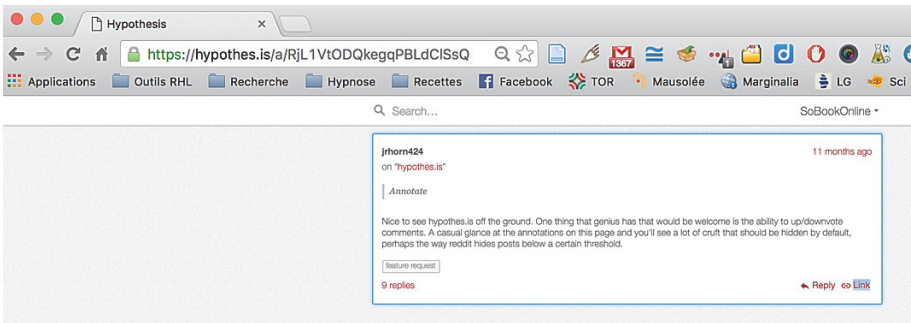 Hypothesis
https://hypothes.is/a/RjL1VtODQkegqPBLdClSsQ
1367
Applications Outils RHL Recherche Hypnose Recettes Facebook TOR Mausolée Marginalia LG Sci
Search... SoBookOnline
jrhorn424 11 months ago
on "hypothes.is"
Annotate
Nice to see hypothes.is off the ground. One thing that genius has that would be welcome is the ability to up/downvote
comments. A casual glance at the annotations on this page and you'll see a lot of cruft that should be hidden by default,
perhaps the way reddit hides posts below a certain threshold.
feature request
9 replies Reply Link